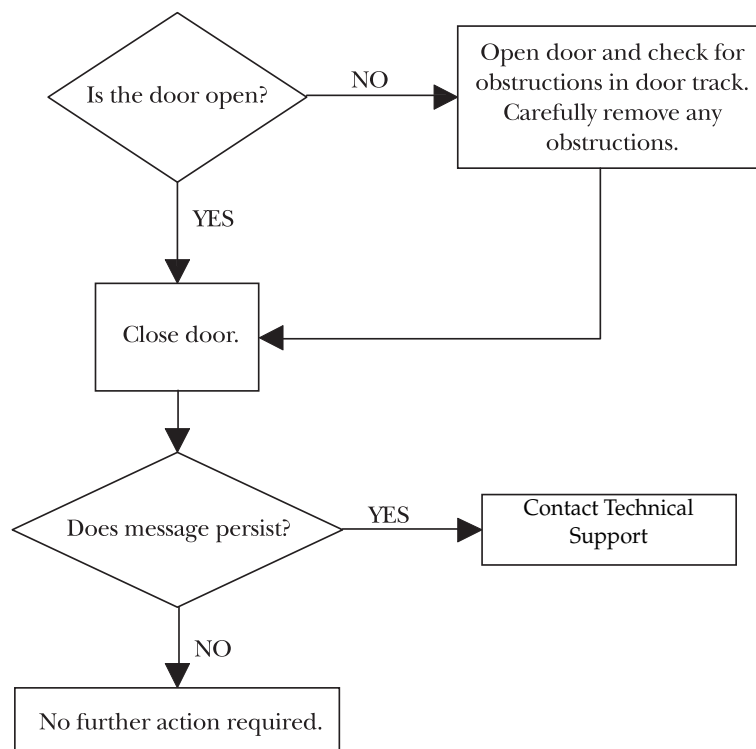 Is the door open?
NO
Open door and check for
obstructions in door track.
Carefully remove any
obstructions.
YES
Close door.
Does message persist?
YES
Contact Technical
Support
NO
No further action required.